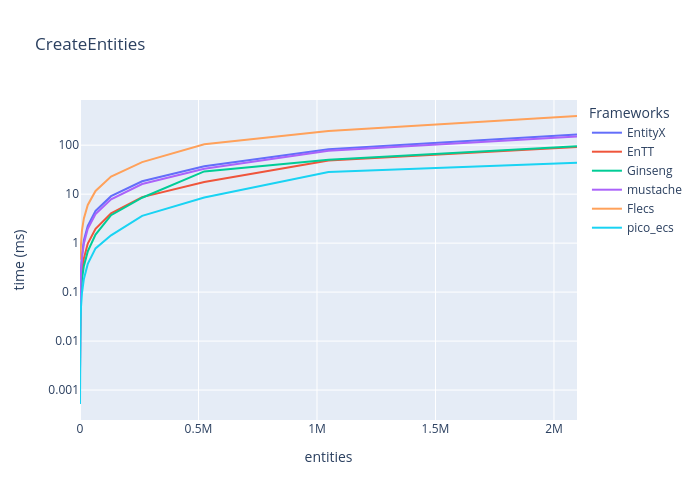 CreateEntities
Frameworks
EntityX
EnTT
Ginseng
mustache
Flecs
pico_ecs
time (ms)
100
10
1
0.1
0.01
0.001
0 0.5M 1M 1.5M 2M
entities